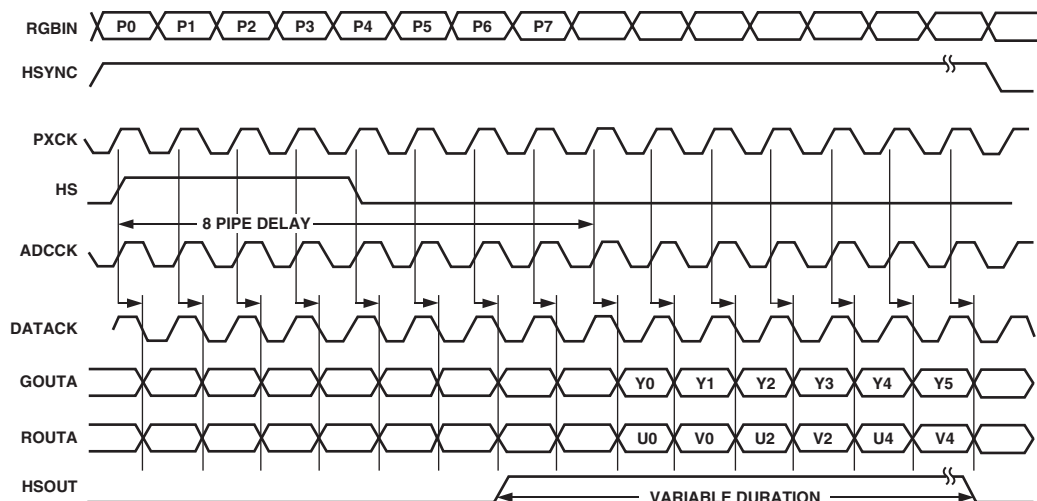 RGBIN P0 P1 P2 P3 P4 P5 P6 P7
HSYNC
PXCK
HS
8 PIPE DELAY
ADCCK
DATACK
GOUTA Y0 Y1 Y2 Y3 Y4 Y5
ROUTA U0 V0 U2 V2 U4 V4
HSOUT
VARIABLE DURATION